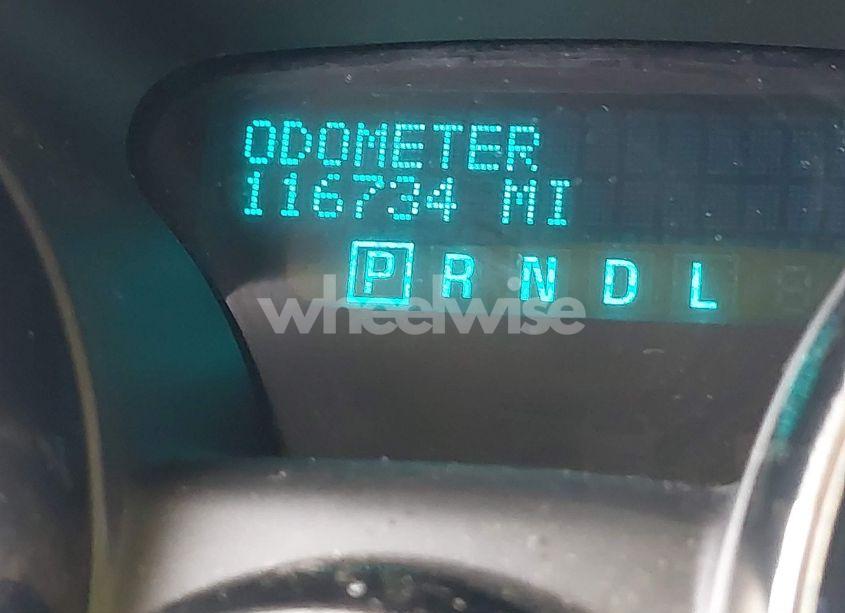 ODOMETER
116734 MI
P R N D L
wheelwise